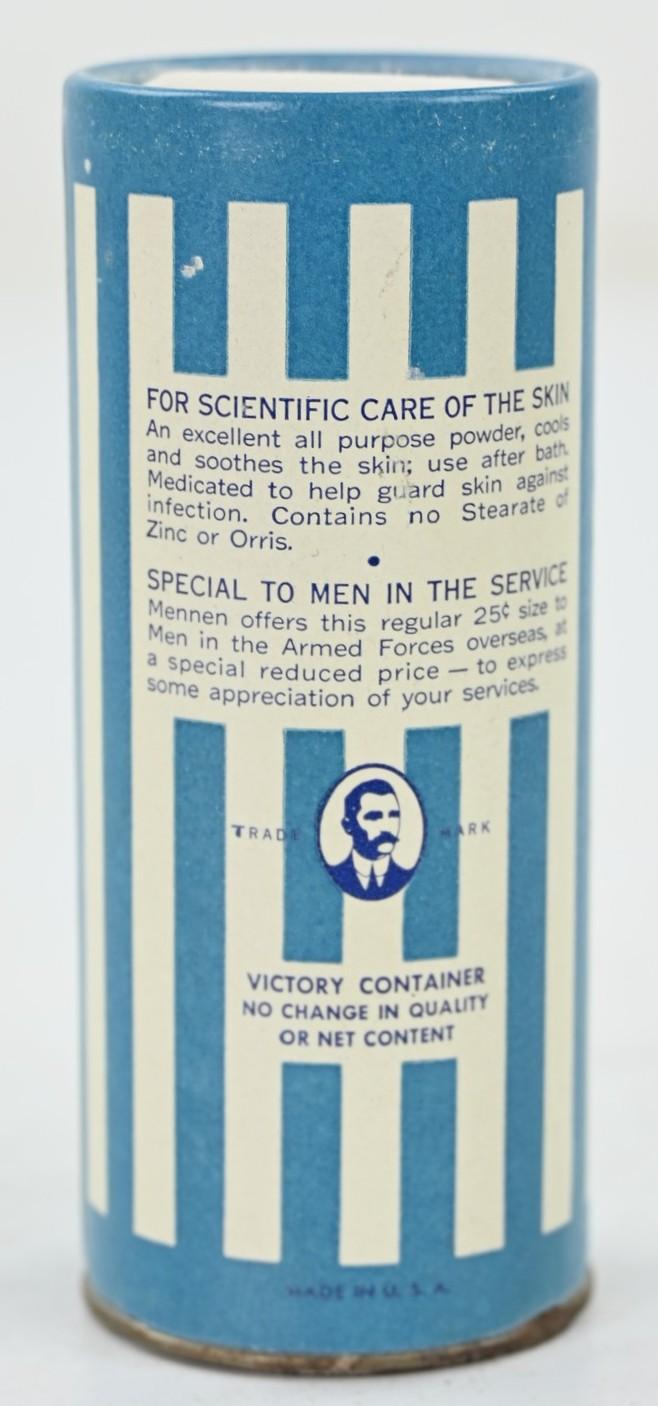 FOR SCIENTIFIC CARE OF THE SKIN
An excellent all purpose powder, cools
and soothes the skin; use after bath.
Medicated to help guard skin against
infection. Contains no Stearate of
Zinc or Orris.
SPECIAL TO MEN IN THE SERVICE
Mennen offers this regular 25¢ size to
Men in the Armed Forces overseas, at
a special reduced price — to express
some appreciation of your services.
TRADE MARK
VICTORY CONTAINER
NO CHANGE IN QUALITY
OR NET CONTENT
MADE IN U. S. A.